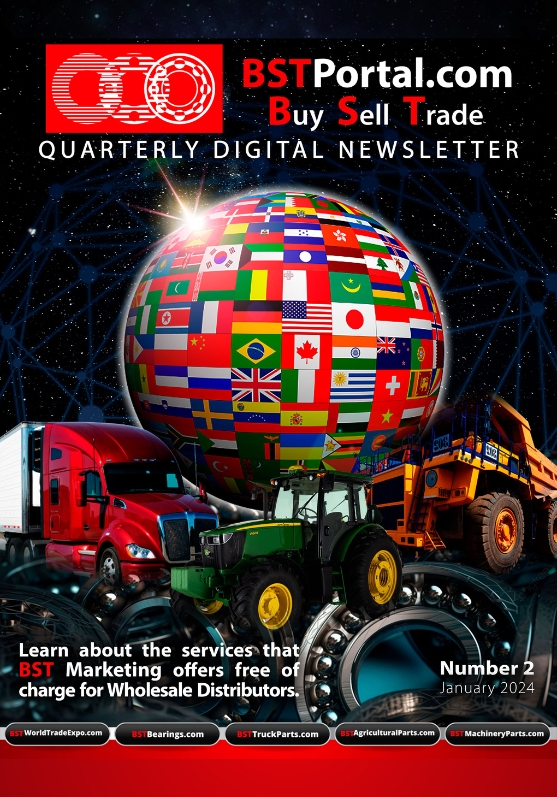 BSTPortal.com
Buy Sell Trade
QUARTERLY DIGITAL NEWSLETTER
Learn about the services that
BST Marketing offers free of
charge for Wholesale Distributors.
Number 2
January 2024
BSTWorldTradeExpo.com
BSTBearings.com
BSTTruckParts.com
BSTAgriculturalParts.com
BSTMachineryParts.com